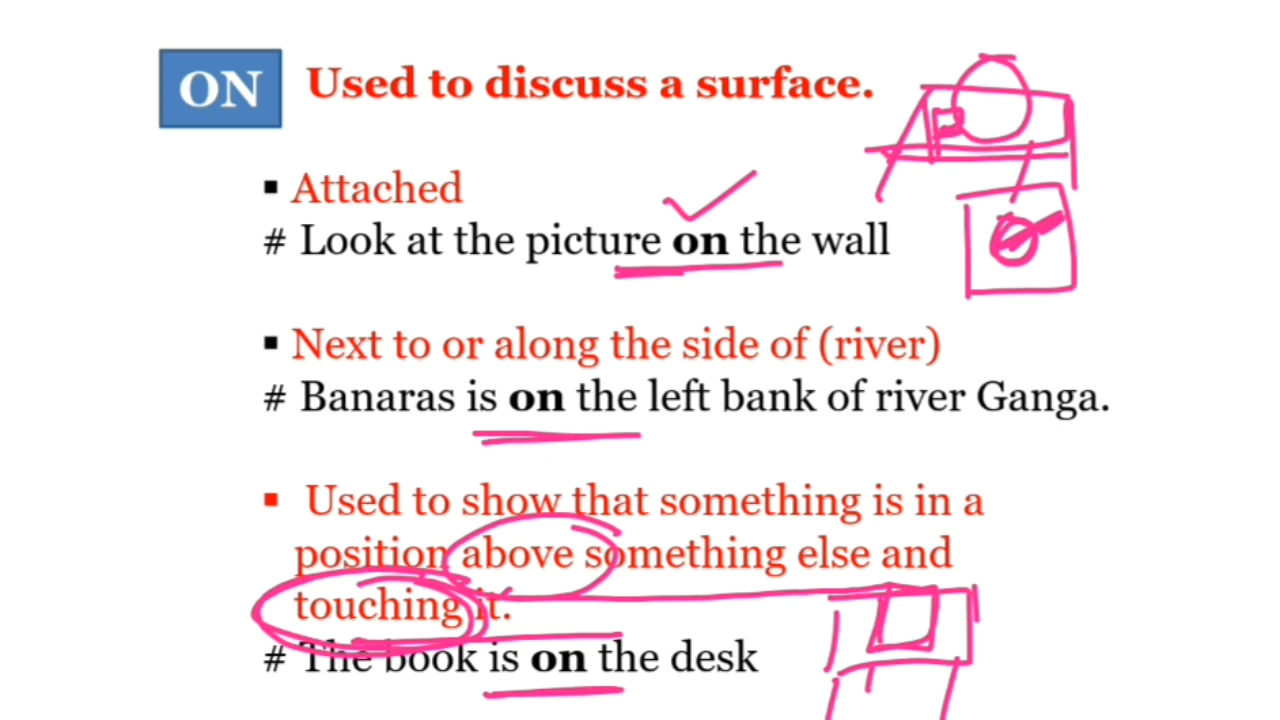 ON Used to discuss a surface.
▪ Attached
# Look at the picture on the wall
▪ Next to or along the side of (river)
# Banaras is on the left bank of river Ganga.
▪ Used to show that something is in a
position above something else and
touching it.
# The book is on the desk